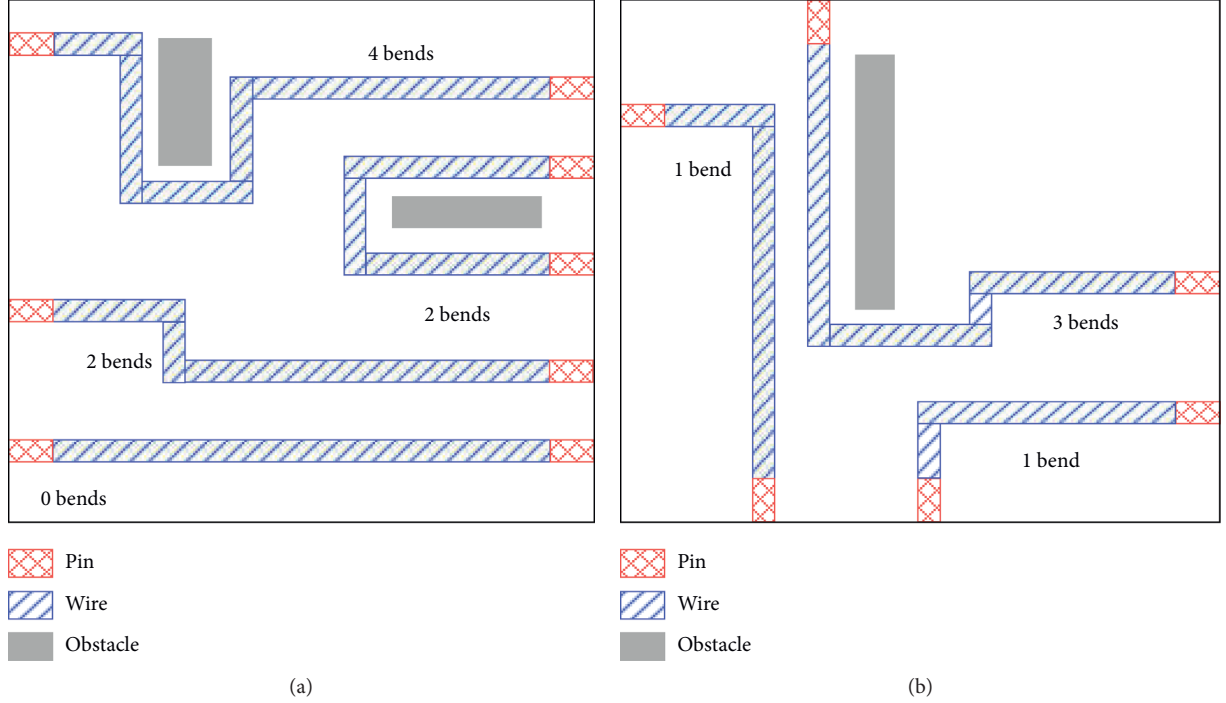 4 bends
2 bends
2 bends
0 bends
Pin
Wire
Obstacle
(a)
1 bend
3 bends
1 bend
Pin
Wire
Obstacle
(b)